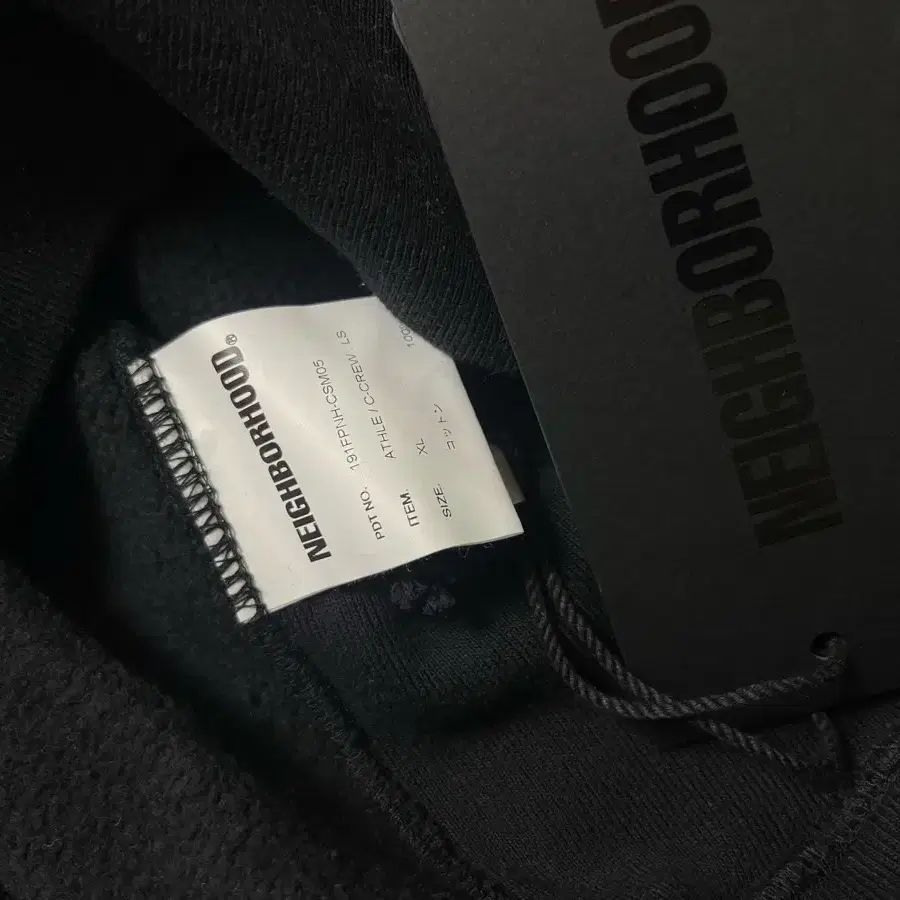 NEIGHBORHOOD®
PDT NO. 191FPNH-CSM05
ITEM. ATHLE / C-CREW . LS
SIZE. XL
コットン
NEIGHBORHOOD